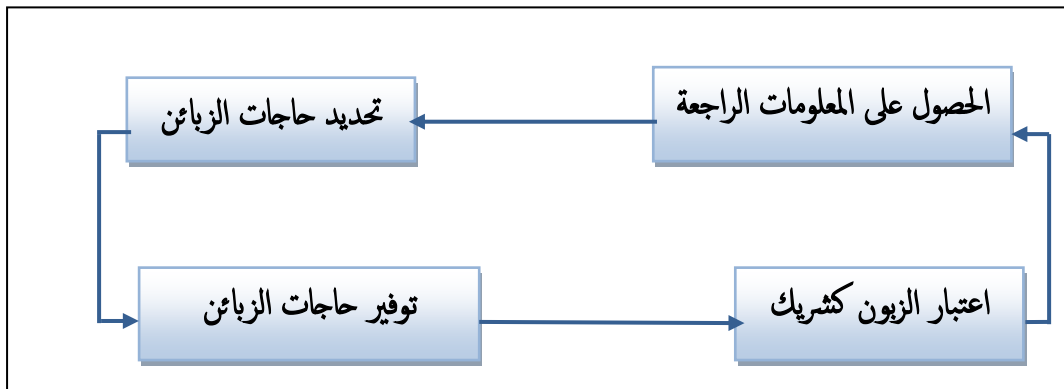 الحصول على المعلومات الراجعة
تحديد حاجات الزبائن
اعتبار الزبون كشريك
توفير حاجات الزبائن